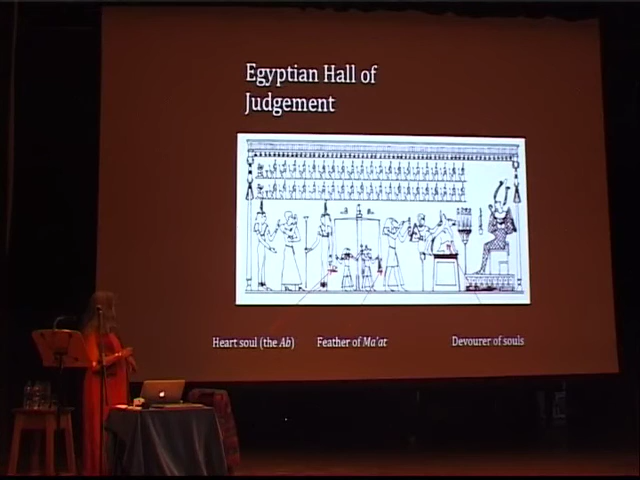 Egyptian Hall of
Judgement
Heart soul (the Ab)
Feather of Ma'at
Devourer of souls